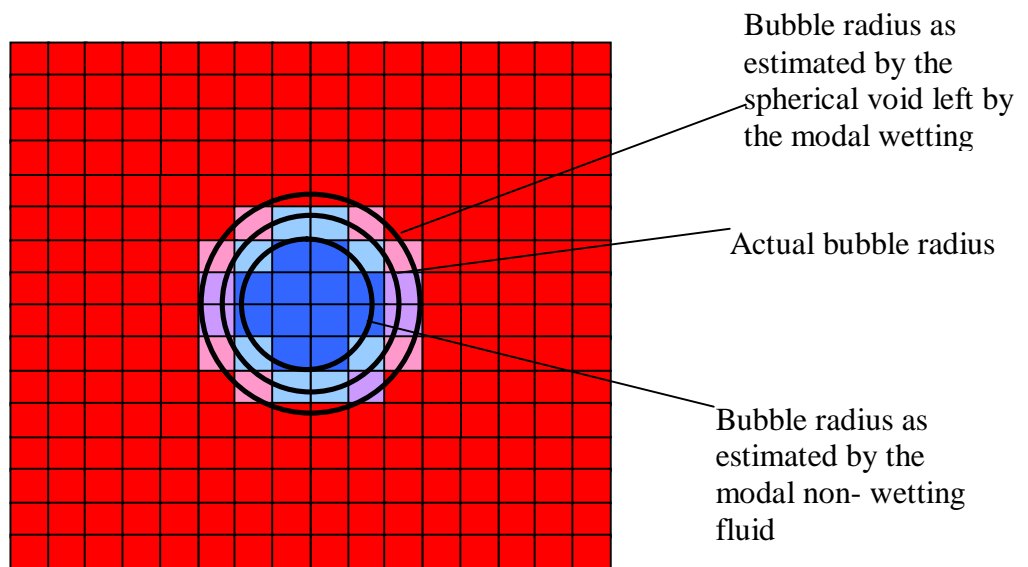 Bubble radius as
estimated by the
spherical void left by
the modal wetting
Actual bubble radius
Bubble radius as
estimated by the
modal non- wetting
fluid